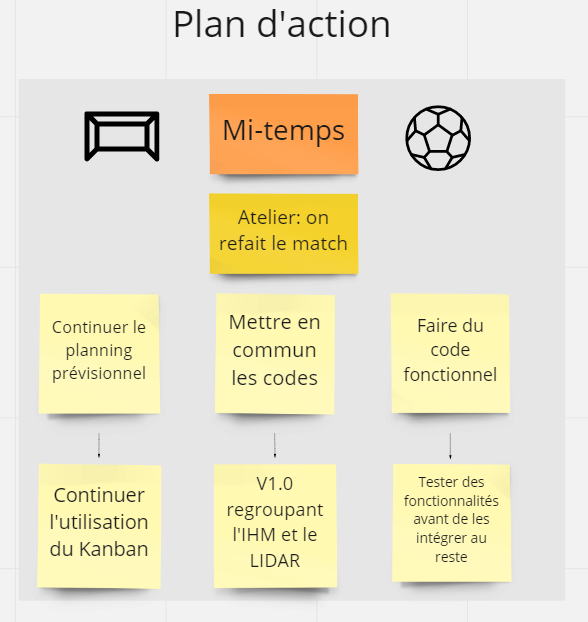 Plan d'action
Mi-temps
Atelier: on
refait le match
Continuer le
planning
prévisionnel
Mettre en
commun
les codes
Faire du
code
fonctionnel
Continuer
l'utilisation
du Kanban
V1.0
regroupant
l'IHM et le
LIDAR
Tester des
fonctionnalités
avant de les
intégrer au
reste